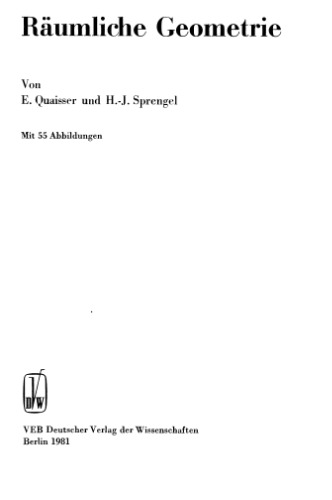 Räumliche Geometrie
Von
E. Quaisser und H.-J. Sprengel
Mit 55 Abbildungen
DVW
VEB Deutscher Verlag der Wissenschaften
Berlin 1981